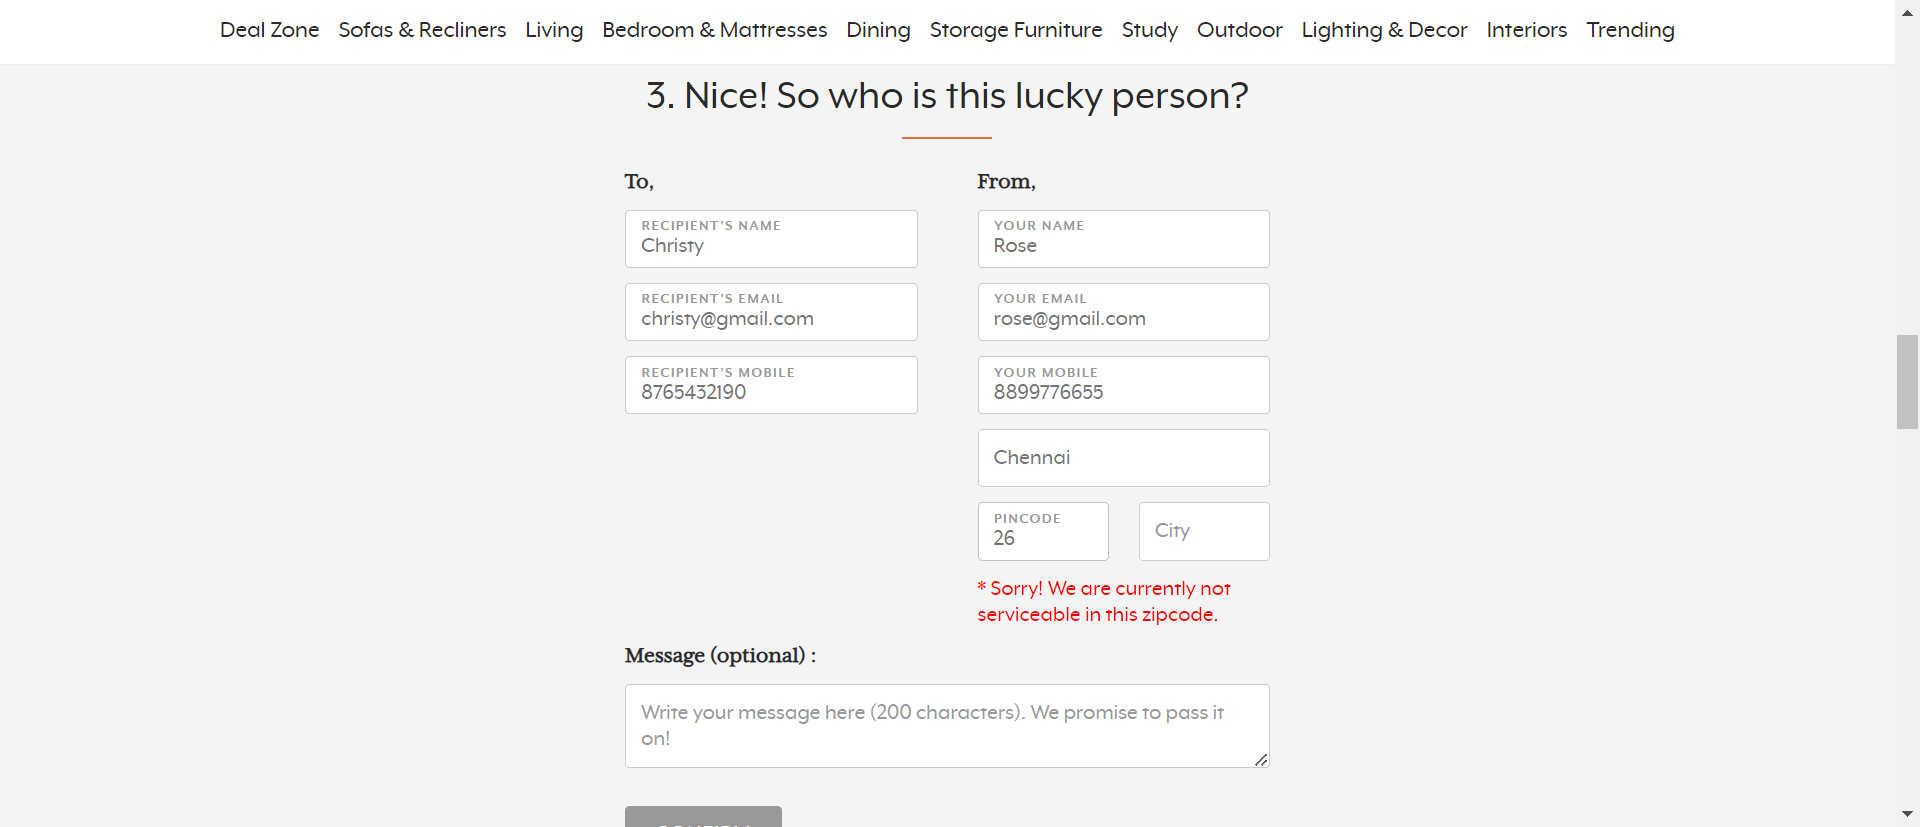 Deal Zone Sofas & Recliners Living Bedroom & Mattresses Dining Storage Furniture Study Outdoor Lighting & Decor Interiors Trending
3. Nice! So who is this lucky person?
To,
RECIPIENT'S NAME
Christy
RECIPIENT'S EMAIL
christy@gmail.com
RECIPIENT'S MOBILE
8765432190
From,
YOUR NAME
Rose
YOUR EMAIL
rose@gmail.com
YOUR MOBILE
8899776655
Chennai
PINCODE
26
City
* Sorry! We are currently not
serviceable in this zipcode.
Message (optional) :
Write your message here (200 characters). We promise to pass it
on!